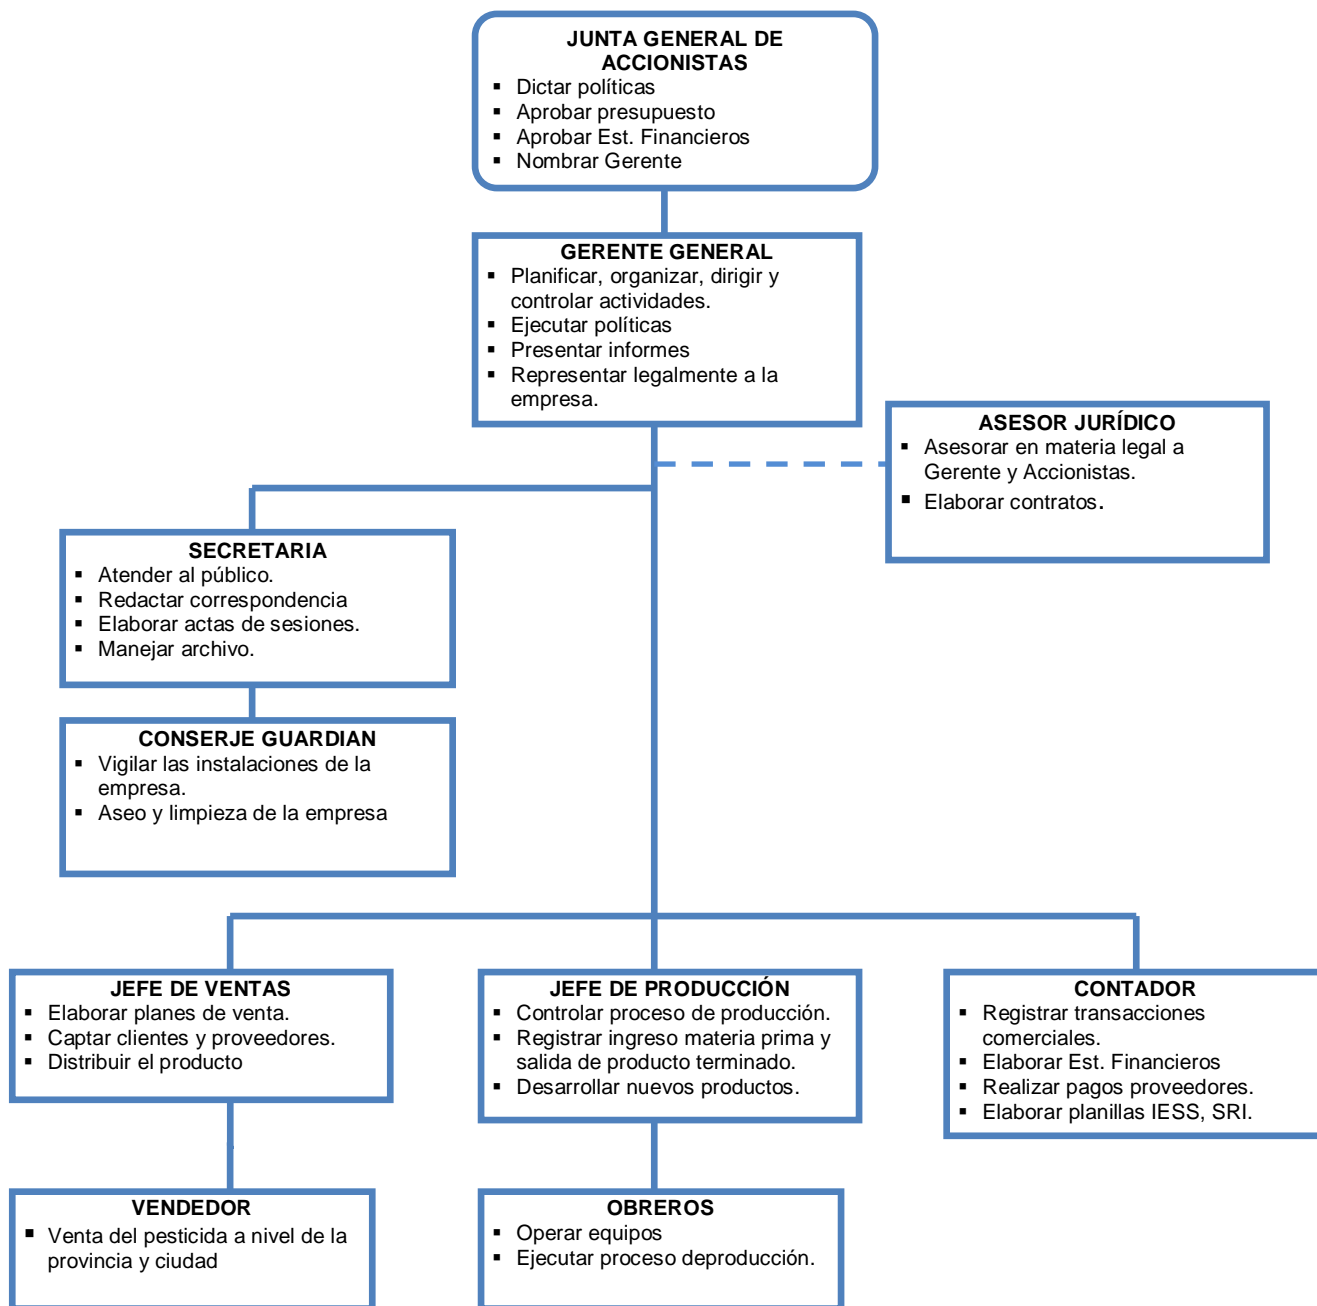 JUNTA GENERAL DE
ACCIONISTAS
▪ Dictar políticas
▪ Aprobar presupuesto
▪ Aprobar Est. Financieros
▪ Nombrar Gerente
GERENTE GENERAL
▪ Planificar, organizar, dirigir y
controlar actividades.
▪ Ejecutar políticas
▪ Presentar informes
▪ Representar legalmente a la
empresa.
ASESOR JURÍDICO
▪ Asesorar en materia legal a
Gerente y Accionistas.
▪ Elaborar contratos.
SECRETARIA
▪ Atender al público.
▪ Redactar correspondencia
▪ Elaborar actas de sesiones.
▪ Manejar archivo.
CONSERJE GUARDIAN
▪ Vigilar las instalaciones de la
empresa.
▪ Aseo y limpieza de la empresa
JEFE DE VENTAS
▪ Elaborar planes de venta.
▪ Captar clientes y proveedores.
▪ Distribuir el producto
JEFE DE PRODUCCIÓN
▪ Controlar proceso de producción.
▪ Registrar ingreso materia prima y
salida de producto terminado.
▪ Desarrollar nuevos productos.
CONTADOR
▪ Registrar transacciones
comerciales.
▪ Elaborar Est. Financieros
▪ Realizar pagos proveedores.
▪ Elaborar planillas IESS, SRI.
VENDEDOR
▪ Venta del pesticida a nivel de la
provincia y ciudad
OBREROS
▪ Operar equipos
▪ Ejecutar proceso deproducción.